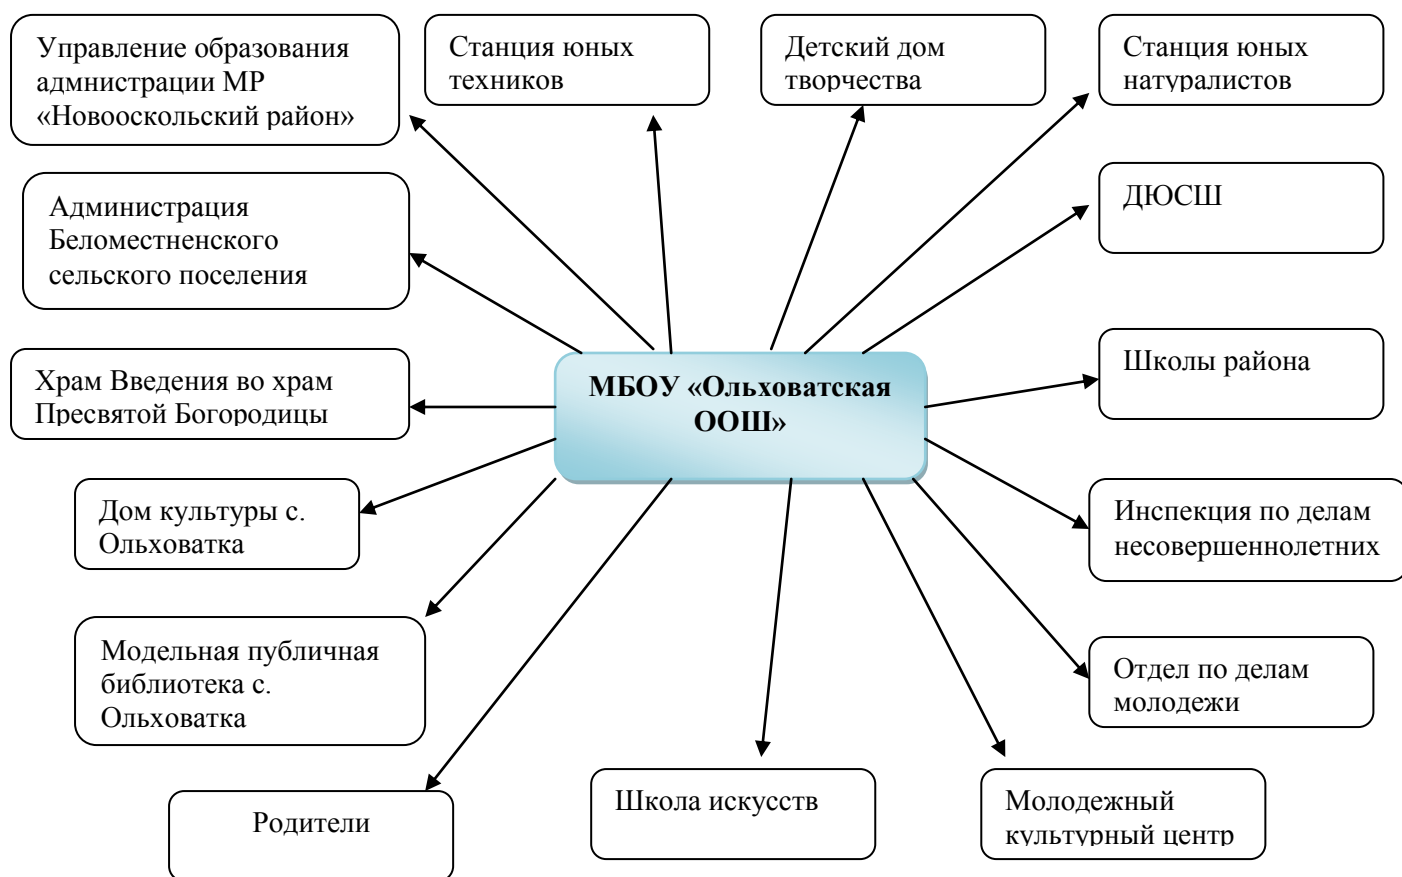 Управление образования
адмнистрации МР
«Новооскольский район»
Станция юных
техников
Детский дом
творчества
Станция юных
натуралистов
Администрация
Беломестненского
сельского поселения
ДЮСШ
Храм Введения во храм
Пресвятой Богородицы
МБОУ «Ольховатская
ООШ»
Школы района
Дом культуры с.
Ольховатка
Инспекция по делам
несовершеннолетних
Модельная публичная
библиотека с.
Ольховатка
Отдел по делам
молодежи
Родители
Школа искусств
Молодежный
культурный центр